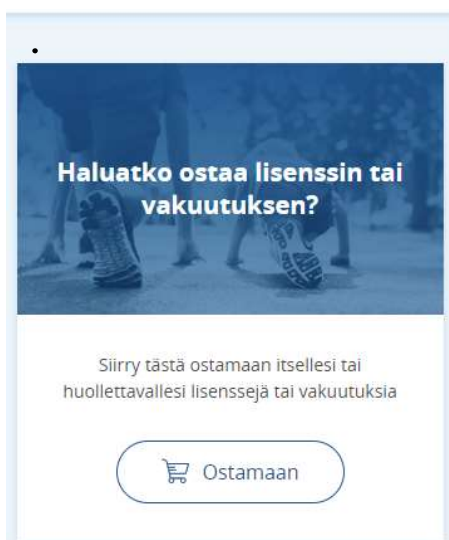 Haluatko ostaa lisenssin tai
vakuutuksen?
Siirry tästä ostamaan itsellesi tai
huollettavallesi lisenssejä tai vakuutuksia
Ostamaan